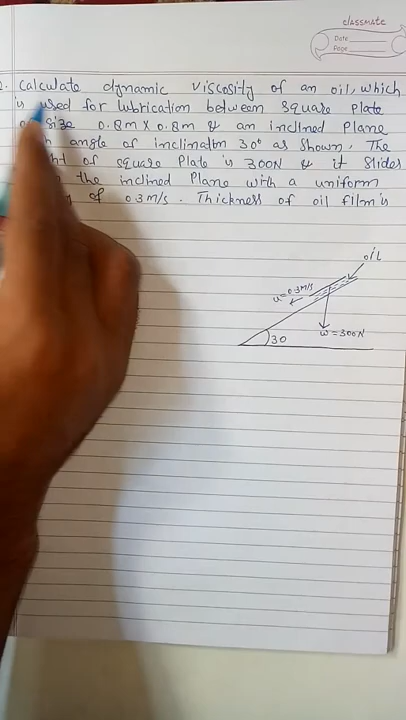 classmate
Date
Page
Calculate dynamic viscosity of an oil, which
is used for lubrication between square Plate
size 0.8m X 0.8m & an inclined Plane
angle of inclination 30° as shown. The
of square Plate is 300N & it slides
the inclined Plane with a uniform
of 0.3m/s. Thickness of oil film is
oil
u=0.3m/s
30
w=300N